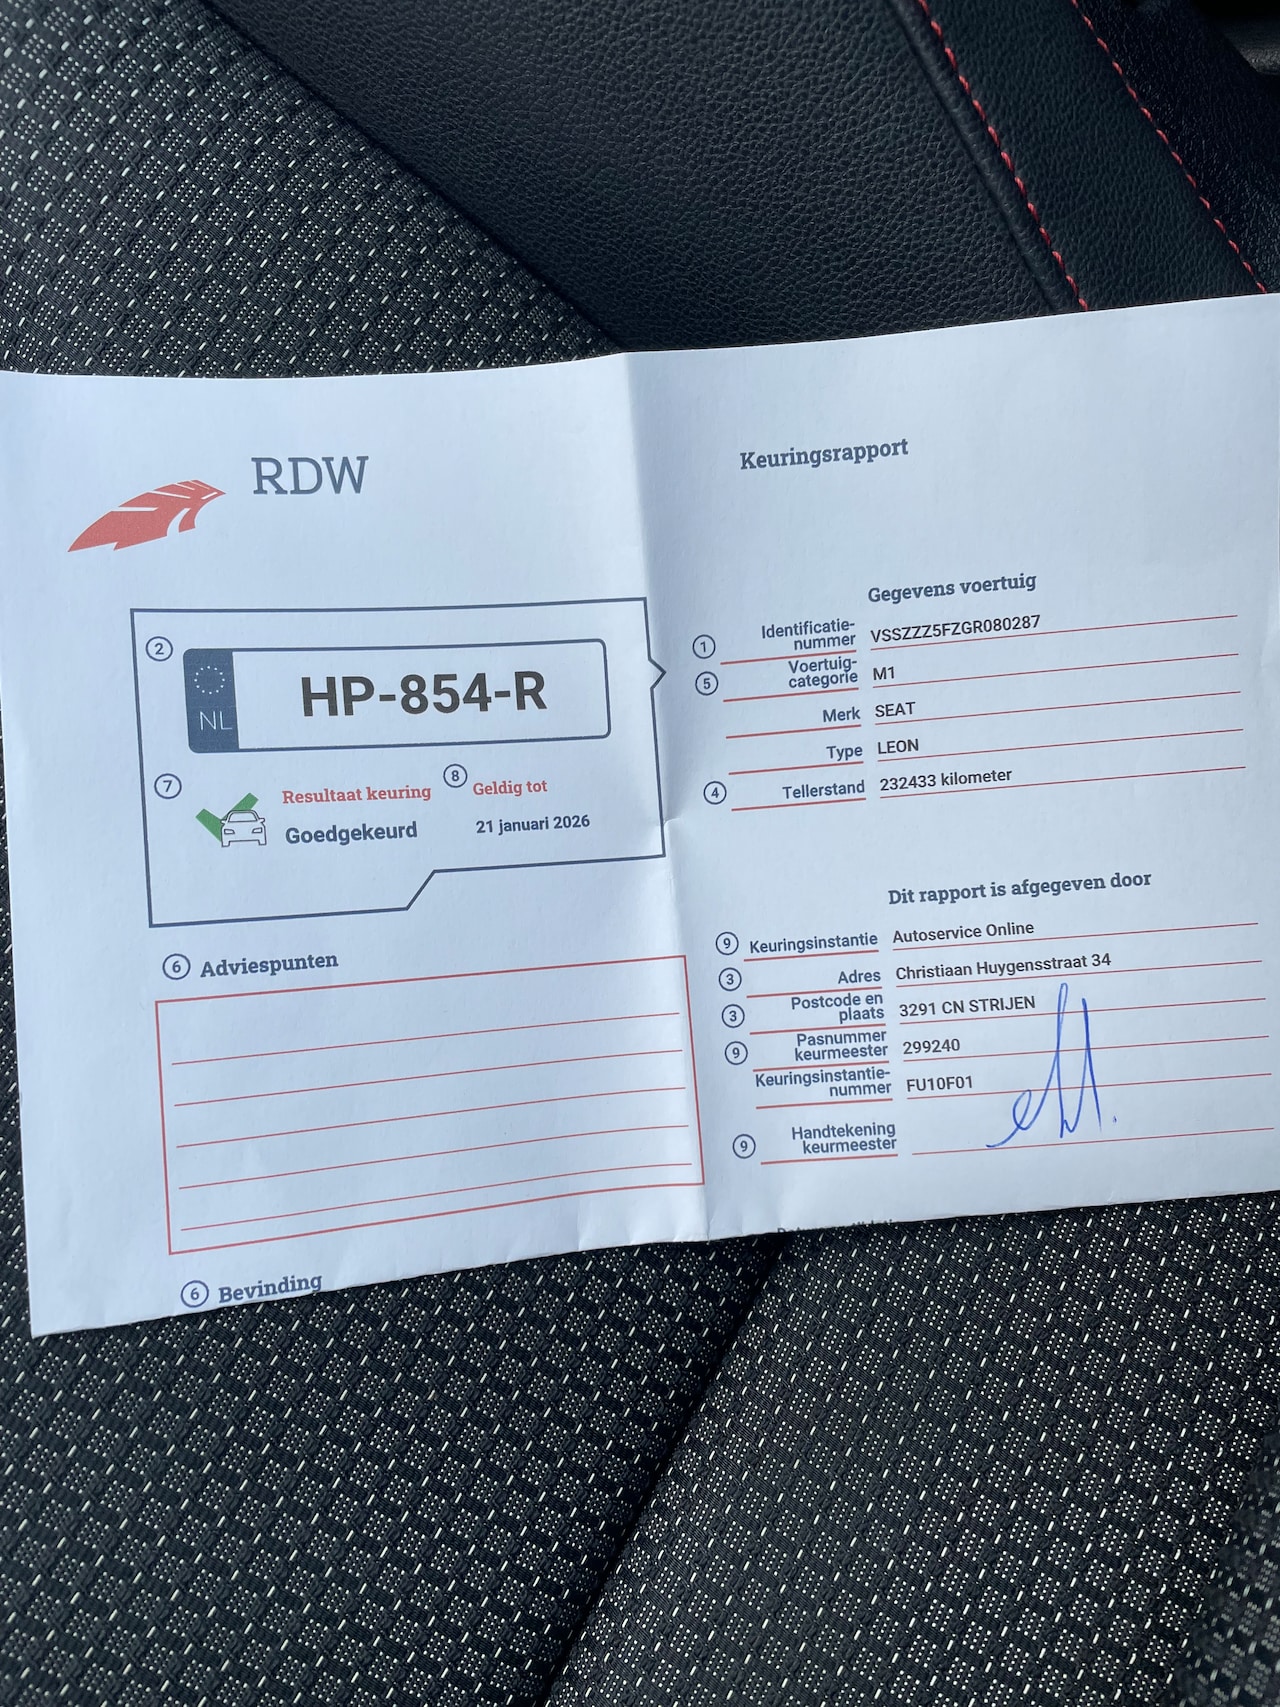 RDW
Keuringsrapport
2
NL
HP-854-R
7
Resultaat keuring
Goedgekeurd
8
Geldig tot
21 januari 2026
6 Adviespunten
6 Bevinding
Gegevens voertuig
1 Identificatie-
nummer VSSZZZ5FZGR080287
5 Voertuig-
categorie M1
Merk SEAT
Type LEON
4 Tellerstand 232433 kilometer
Dit rapport is afgegeven door
9 Keuringsinstantie Autoservice Online
3 Adres Christiaan Huygensstraat 34
3 Postcode en
plaats 3291 CN STRIJEN
9 Pasnummer
keurmeester 299240
Keuringsinstantie-
nummer FU10F01
9 Handtekening
keurmeester